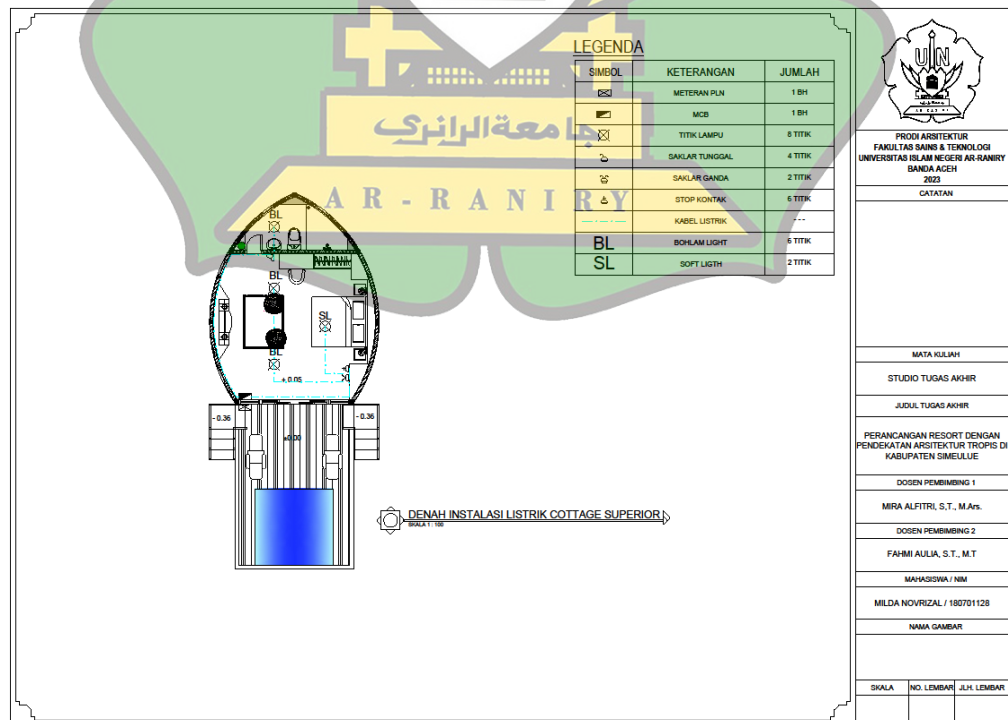 جامعة الرانري
AR-RANIRY
LEGENDA
SIMBOL KETERANGAN JUMLAH
METERAN PLN 1 BH
MCB 1 BH
TITIK LAMPU 8 TITIK
SAKLAR TUNGGAL 4 TITIK
SAKLAR GANDA 2 TITIK
STOP KONTAK 6 TITIK
KABEL LISTRIK ---
BL BOHLAM LIGHT 6 TITIK
SL SOFT LIGTH 2 TITIK
BL
BL
SL
BL
+ 0.05
- 0.36
- 0.36
±0.00
DENAH INSTALASI LISTRIK COTTAGE SUPERIOR
SKALA 1 : 100
UIN
AR-RANIRY
PRODI ARSITEKTUR
FAKULTAS SAINS & TEKNOLOGI
UNIVERSITAS ISLAM NEGERI AR-RANIRY
BANDA ACEH
2023
CATATAN
MATA KULIAH
STUDIO TUGAS AKHIR
JUDUL TUGAS AKHIR
PERANCANGAN RESORT DENGAN
PENDEKATAN ARSITEKTUR TROPIS DI
KABUPATEN SIMEULUE
DOSEN PEMBIMBING 1
MIRA ALFITRI, S,T., M.Ars.
DOSEN PEMBIMBING 2
FAHMI AULIA, S.T., M.T
MAHASISWA / NIM
MILDA NOVRIZAL / 180701128
NAMA GAMBAR
SKALA NO. LEMBAR JLH. LEMBAR